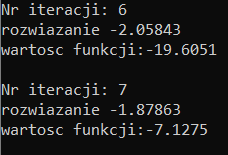 Nr iteracji: 6
rozwiazanie -2.05843
wartosc funkcji:-19.6051
Nr iteracji: 7
rozwiazanie -1.87863
wartosc funkcji:-7.1275